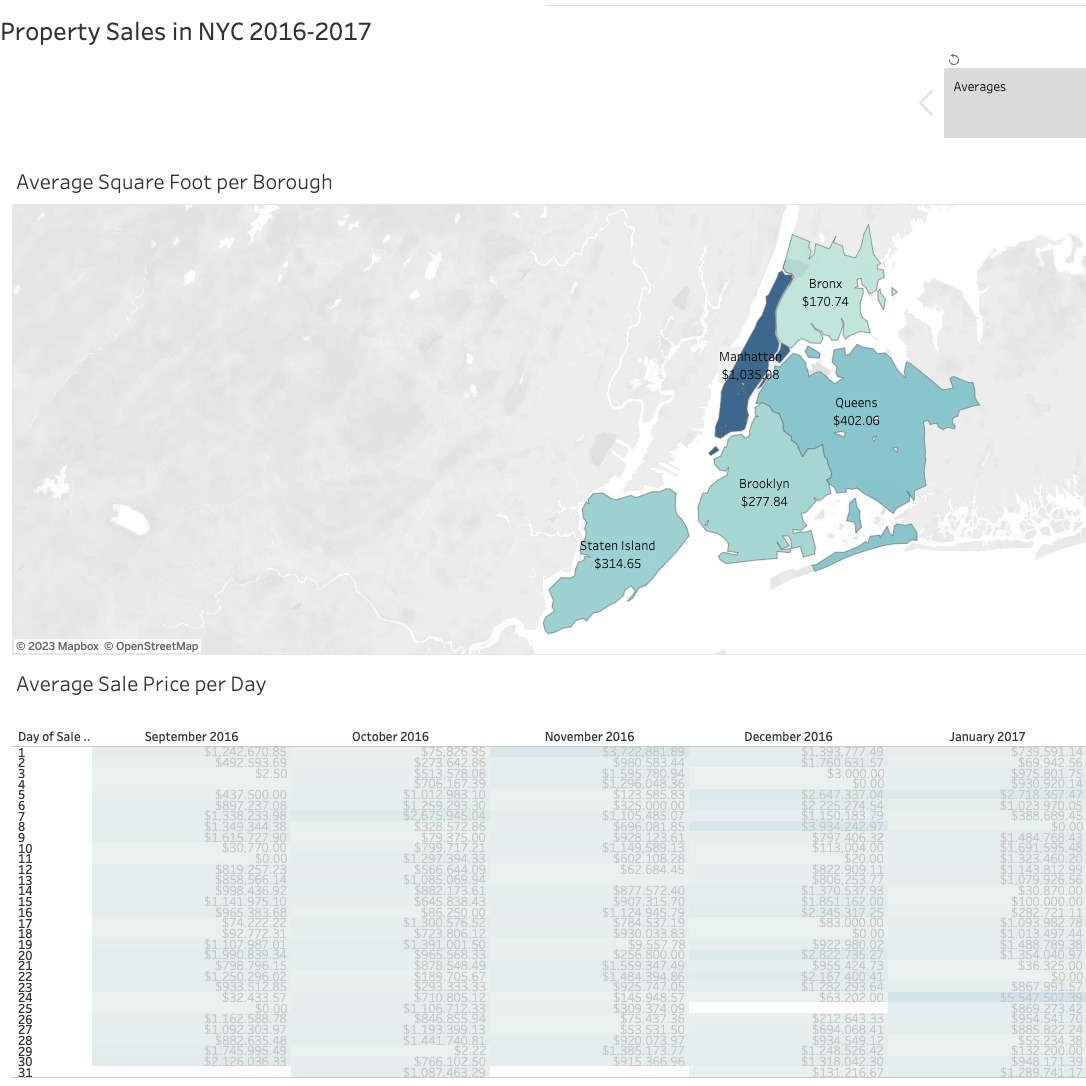 Property Sales in NYC 2016-2017
Averages
Average Square Foot per Borough
Bronx
$170.74
Manhattan
$1,035.08
Queens
$402.06
Brooklyn
$277.84
Staten Island
$314.65
© 2023 Mapbox © OpenStreetMap
Average Sale Price per Day
Day of Sale .. September 2016 October 2016 November 2016 December 2016 January 2017
1 $1,242,670.85 $75,826.95 $3,722,881.89 $1,393,777.49 $739,591.14
2 $492,593.69 $273,642.86 $980,583.44 $1,760,631.57 $69,942.56
3 $2.50 $513,578.08 $1,595,780.94 $3,000.00 $975,801.75
4 $706,167.39 $1,296,048.36 $0.00 $930,920.14
5 $437,500.00 $1,012,983.10 $123,585.83 $2,647,337.04 $2,718,357.47
6 $897,237.08 $1,259,293.30 $325,000.00 $2,225,274.54 $1,023,970.05
7 $1,338,233.98 $2,675,945.04 $1,105,485.07 $1,150,183.79 $388,689.45
8 $1,349,344.38 $328,572.86 $696,081.85 $3,934,242.97 $0.00
9 $1,615,727.90 $79,375.00 $928,123.61 $797,406.32 $1,484,768.43
10 $30,770.00 $799,717.21 $1,149,589.13 $113,004.00 $1,691,595.48
11 $0.00 $1,297,394.33 $602,108.28 $20.00 $1,323,460.20
12 $819,257.23 $566,644.09 $62,684.45 $822,909.11 $1,143,812.99
13 $858,566.14 $1,085,069.94 $806,253.77 $1,079,926.56
14 $998,436.92 $882,173.61 $877,572.40 $1,370,537.93 $30,870.00
15 $1,141,975.10 $645,838.43 $907,315.70 $1,851,162.00 $100,000.00
16 $965,383.68 $86,250.00 $1,124,945.79 $2,345,317.25 $282,721.11
17 $74,222.22 $1,300,576.52 $784,537.19 $83,000.00 $1,093,982.78
18 $92,772.31 $723,806.12 $930,033.83 $0.00 $1,013,497.44
19 $1,107,987.01 $1,391,001.50 $9,557.78 $922,980.02 $1,488,789.38
20 $1,990,839.34 $965,568.33 $256,800.00 $2,822,735.27 $1,354,040.97
21 $798,796.15 $878,548.49 $1,559,347.49 $955,424.73 $36,325.00
22 $1,250,296.02 $189,705.67 $1,484,394.86 $2,167,400.41 $0.00
23 $933,512.85 $293,333.33 $925,747.05 $1,282,293.64 $867,991.57
24 $32,433.57 $710,805.12 $145,948.57 $63,202.00 $5,547,507.39
25 $0.00 $1,106,712.33 $309,374.09 $869,273.42
26 $1,162,588.78 $846,855.94 $75,437.36 $212,643.33 $954,541.70
27 $1,092,303.97 $1,193,399.13 $53,531.50 $694,068.41 $885,822.24
28 $882,635.48 $1,441,740.81 $920,073.97 $934,549.12 $55,234.38
29 $1,745,995.49 $2.22 $1,385,173.77 $1,248,526.42 $132,200.00
30 $2,126,036.33 $766,102.50 $915,366.96 $1,318,042.30 $948,171.39
31 $1,087,463.29 $131,216.67 $1,289,741.17